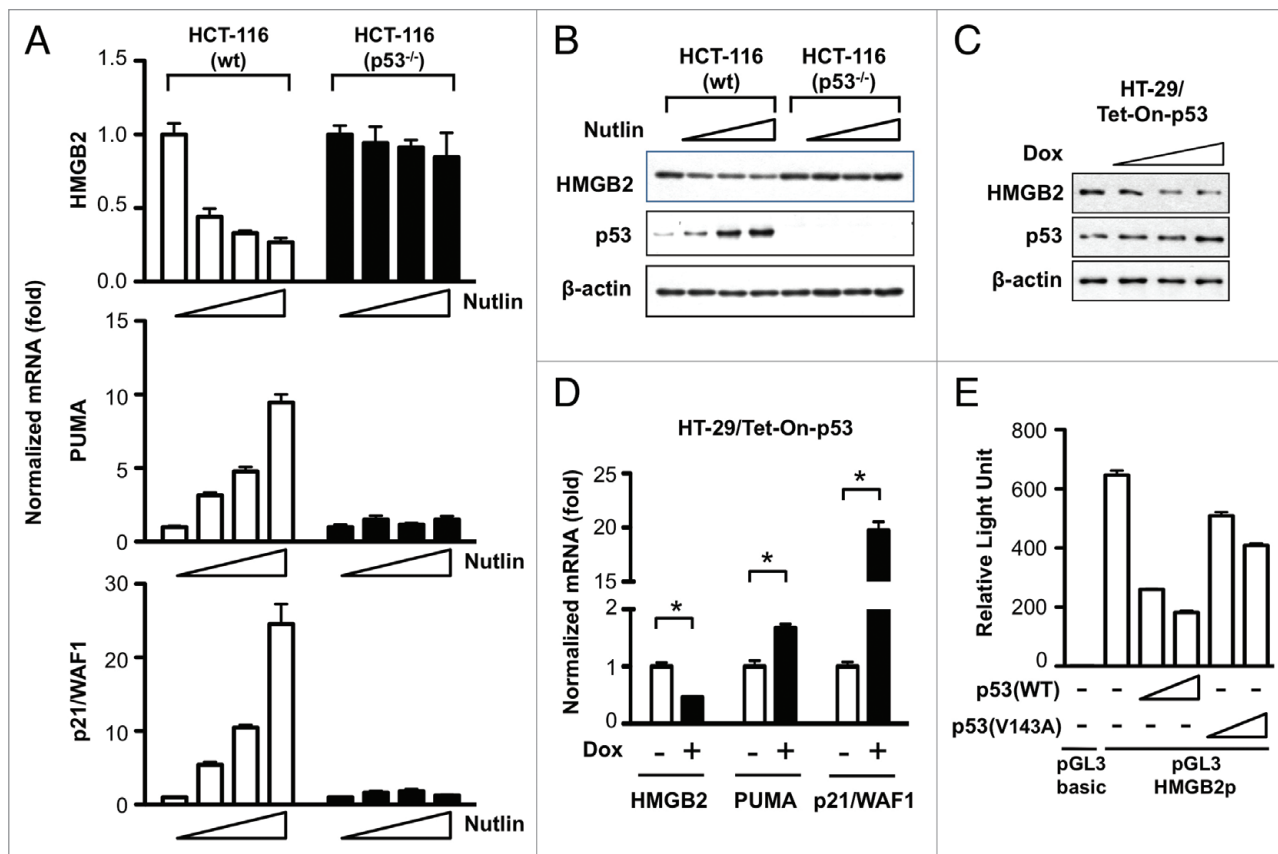 A
HCT-116
(wt)
HCT-116
(p53-/-)
Normalized mRNA (fold)
HMGB2
1.5
1.0
0.5
0.0
Nutlin
PUMA
15
10
5
0
Nutlin
p21/WAF1
30
20
10
0
Nutlin
B
HCT-116
(wt)
HCT-116
(p53-/-)
Nutlin
HMGB2
p53
β-actin
C
HT-29/
Tet-On-p53
Dox
HMGB2
p53
β-actin
D
HT-29/Tet-On-p53
Normalized mRNA (fold)
25
20
15
2
1
0
* * *
Dox - + - + - +
HMGB2 PUMA p21/WAF1
E
Relative Light Unit
800
600
400
200
0
p53(WT) - - - -
p53(V143A) - - - -
pGL3
basic
pGL3
HMGB2p